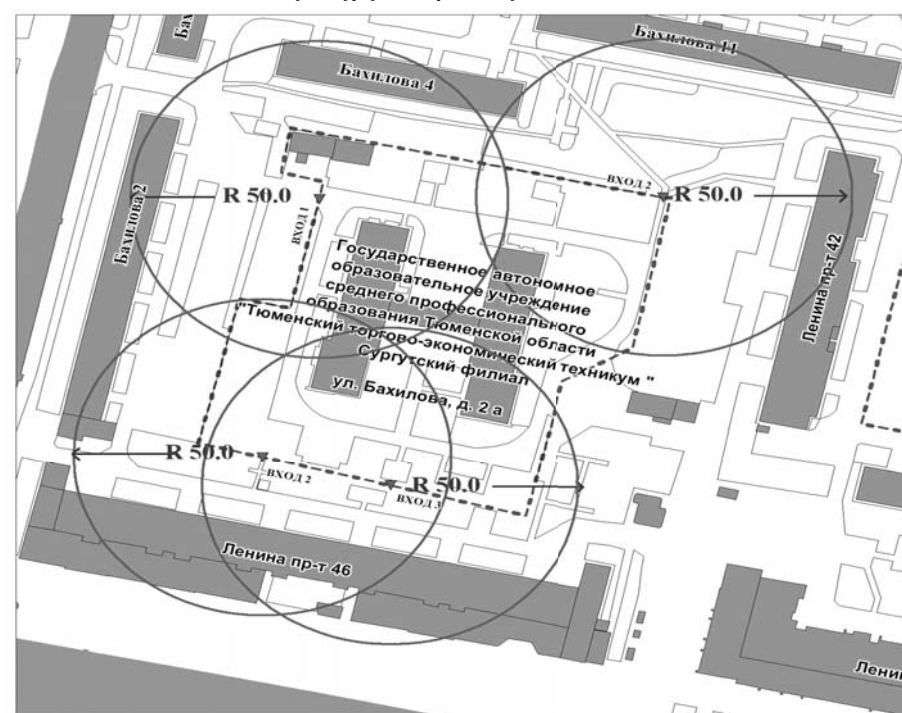 Бахилова 11
Бахилова 4
Бахилова 2
R 50.0
ВХОД 1
ВХОД 2
R 50.0
Ленина пр-т 42
Государственное автономное
образовательное учреждение
среднего профессионального
образования Тюменской области
"Тюменский торгово-экономический техникум "
Сургутский филиал
ул. Бахилова, д. 2 а
R 50.0
ВХОД 2
R 50.0
ВХОД 3
Ленина пр-т 46